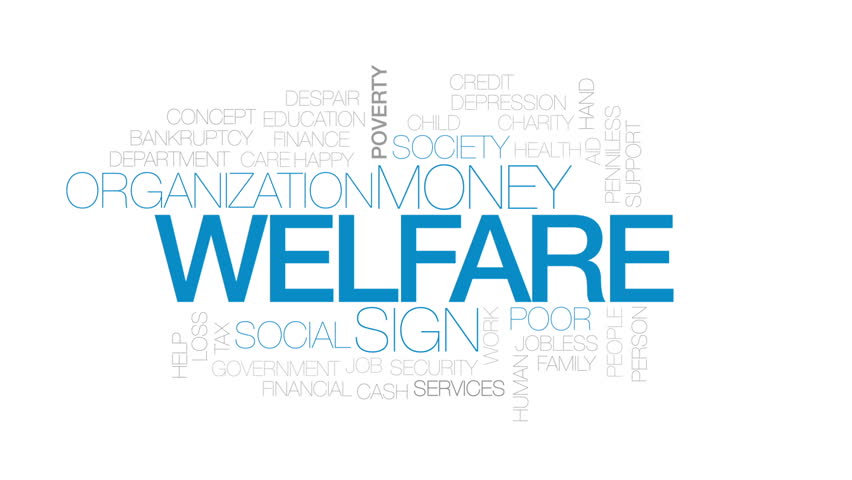 CREDIT
DESPAIR
POVERTY
DEPRESSION
HAND
CONCEPT
EDUCATION
CHILD
CHARITY
BANKRUPTCY
FINANCE
SOCIETY
HEALTH
AID
PENNILESS
SUPPORT
DEPARTMENT
CARE
HAPPY
ORGANIZATION
MONEY
WELFARE
HELP
LOSS
TAX
SOCIAL
SIGN
WORK
POOR
PEOPLE
PERSON
JOBLESS
GOVERNMENT
JOB
SECURITY
HUMAN
FAMILY
FINANCIAL
CASH
SERVICES